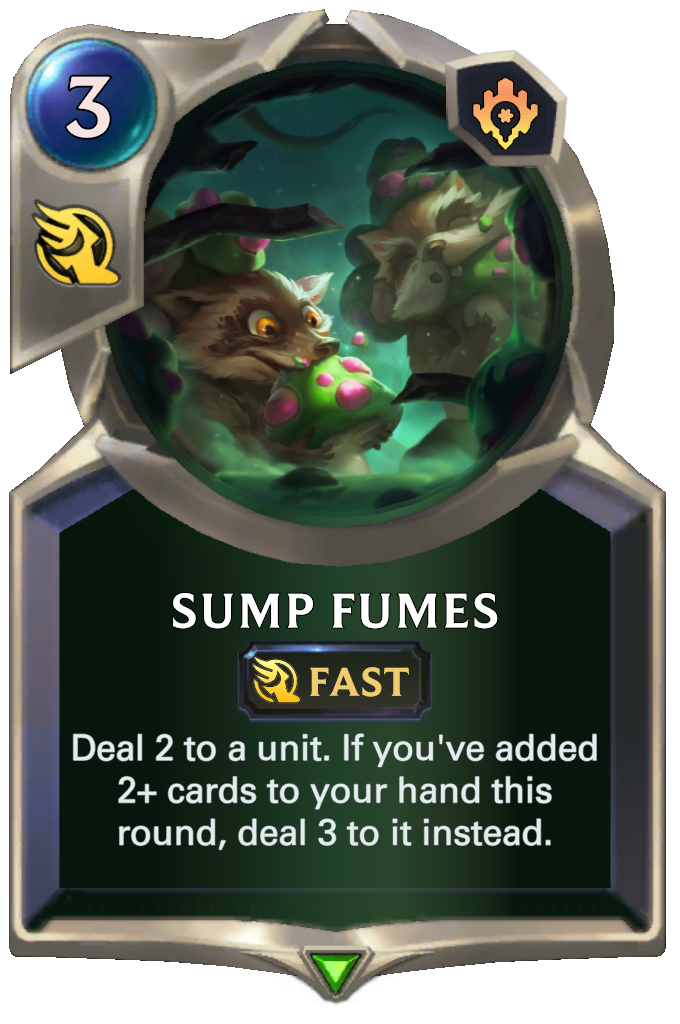 3
SUMP FUMES
FAST
Deal 2 to a unit. If you've added
2+ cards to your hand this
round, deal 3 to it instead.